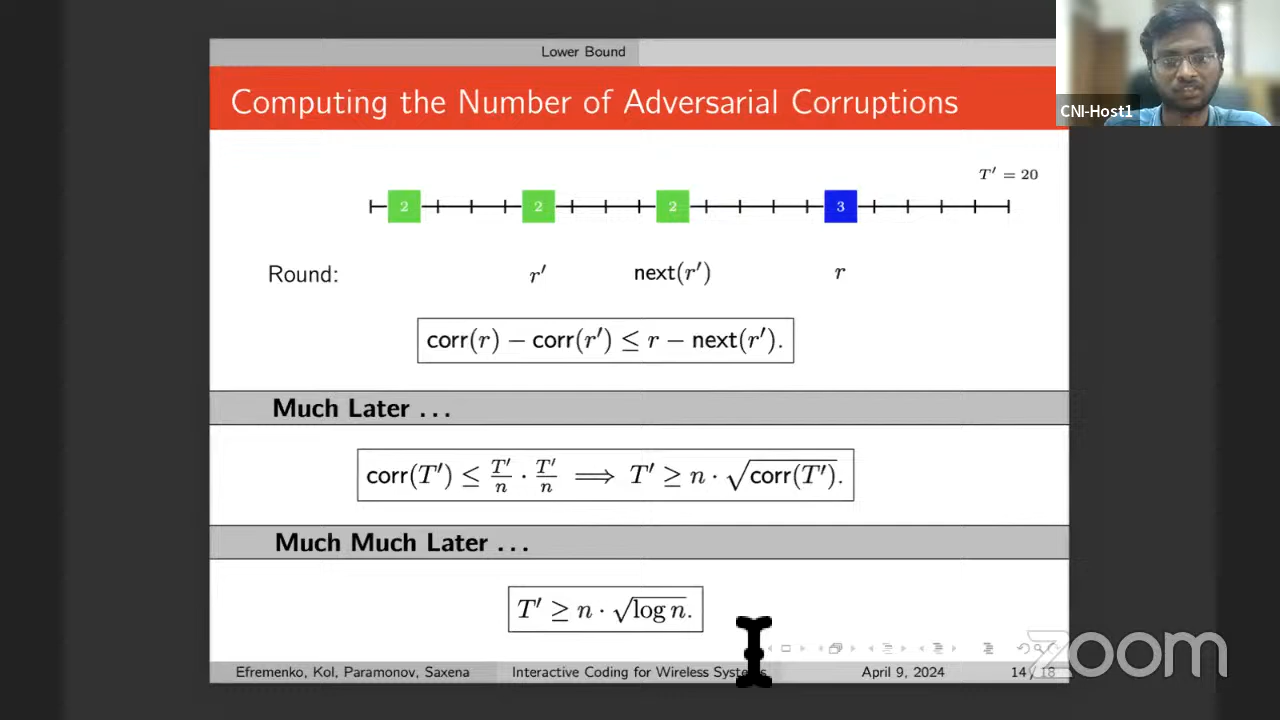 Lower Bound
Computing the Number of Adversarial Corruptions
CNI-Host1
T′ = 20
2 2 2 3
Round: r′ next(r′) r
corr(r) − corr(r′) ≤ r − next(r′).
Much Later . . .
corr(T′) ≤ T′/n · T′/n ⟹ T′ ≥ n · √corr(T′).
Much Much Later . . .
T′ ≥ n · √log n.
Efremenko, Kol, Paramonov, Saxena Interactive Coding for Wireless Systems April 9, 2024 14 / 18
zoom